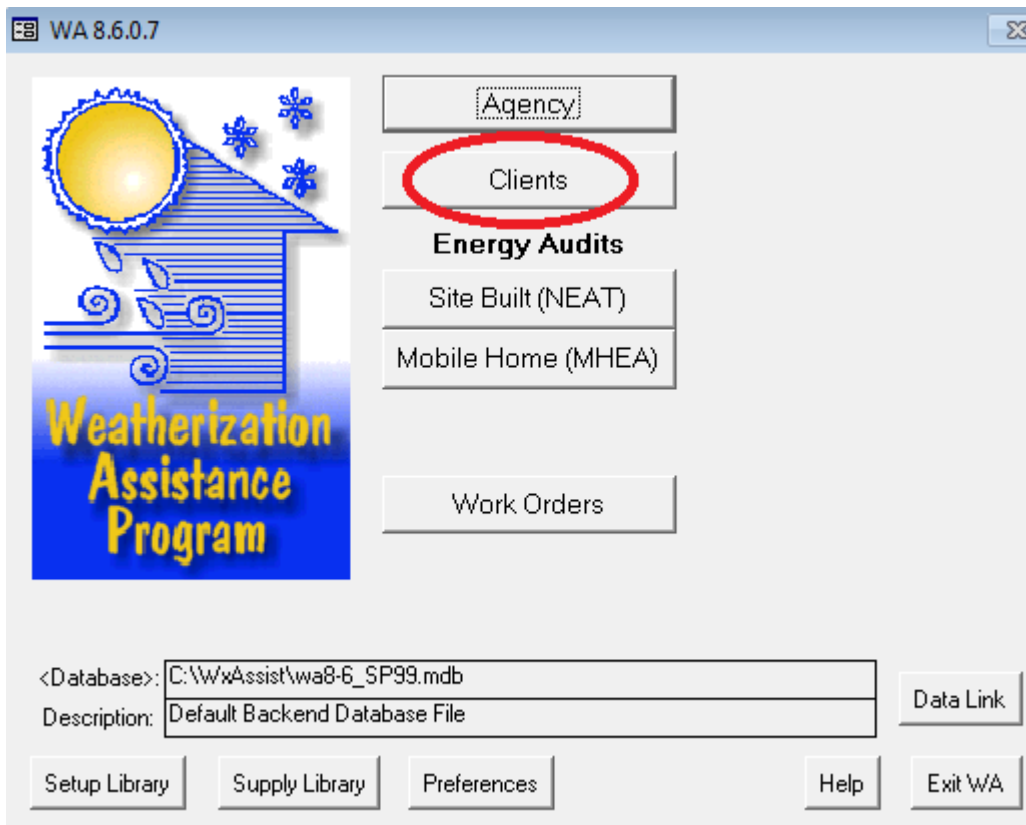 WA 8.6.0.7
Agency
Clients
Energy Audits
Site Built (NEAT)
Mobile Home (MHEA)
Weatherization
Assistance
Program
Work Orders
<Database>: C:\WxAssist\wa8-6_SP99.mdb
Description: Default Backend Database File
Data Link
Setup Library Supply Library Preferences Help Exit WA